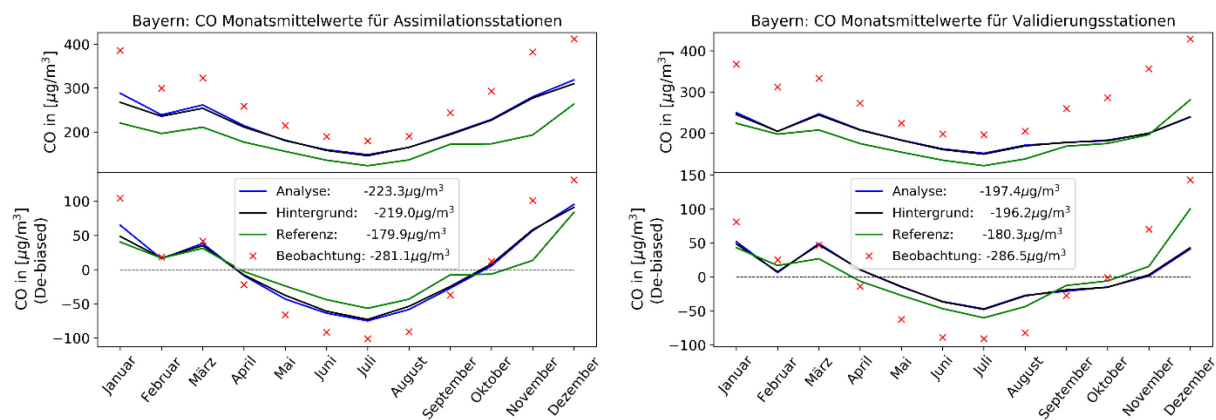 Bayern: CO Monatsmittelwerte für Assimilationsstationen
CO in [µg/m³]
400
300
200
CO in [µg/m³]
(De-biased)
100
50
0
−50
−100
Analyse: -223.3µg/m³
Hintergrund: -219.0µg/m³
Referenz: -179.9µg/m³
Beobachtung: -281.1µg/m³
Januar
Februar
März
April
Mai
Juni
Juli
August
September
Oktober
November
Dezember
Bayern: CO Monatsmittelwerte für Validierungsstationen
CO in [µg/m³]
400
300
200
CO in [µg/m³]
(De-biased)
150
100
50
0
−50
−100
Analyse: -197.4µg/m³
Hintergrund: -196.2µg/m³
Referenz: -180.3µg/m³
Beobachtung: -286.5µg/m³
Januar
Februar
März
April
Mai
Juni
Juli
August
September
Oktober
November
Dezember